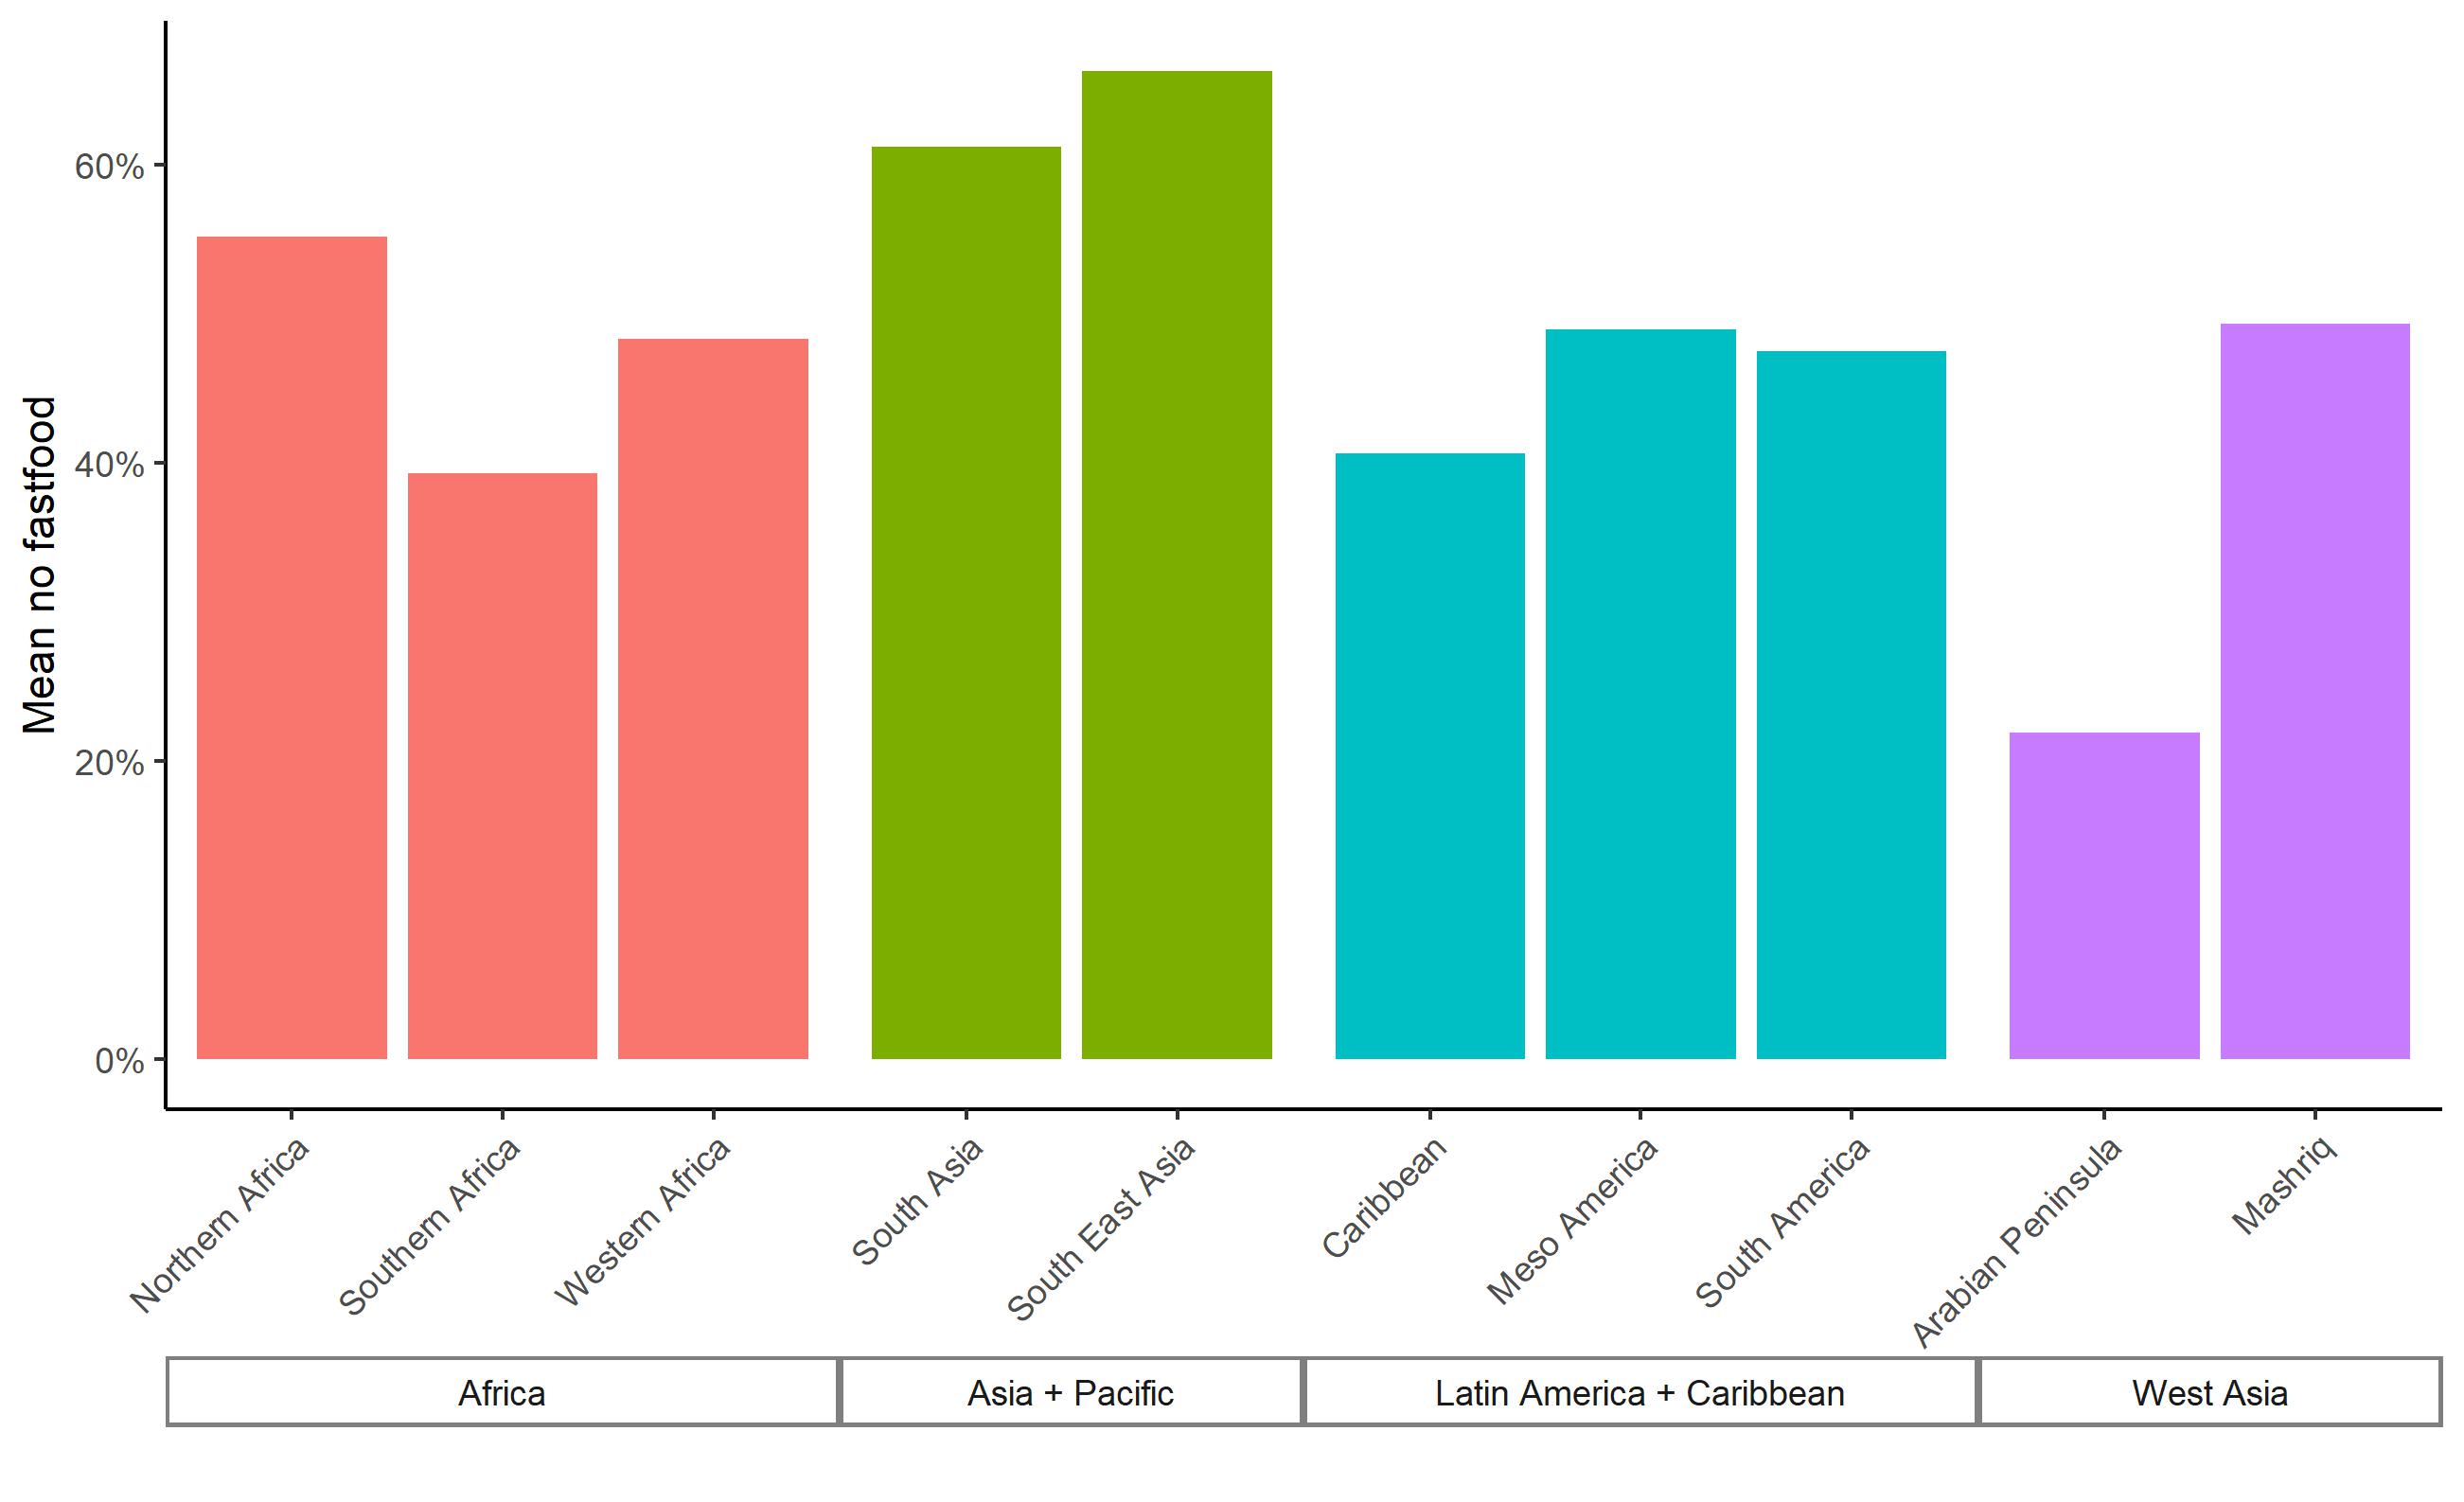 Mean no fastfood
60%
40%
20%
0%
Northern Africa
Southern Africa
Western Africa
South Asia
South East Asia
Caribbean
Meso America
South America
Arabian Peninsula
Mashriq
Africa
Asia + Pacific
Latin America + Caribbean
West Asia